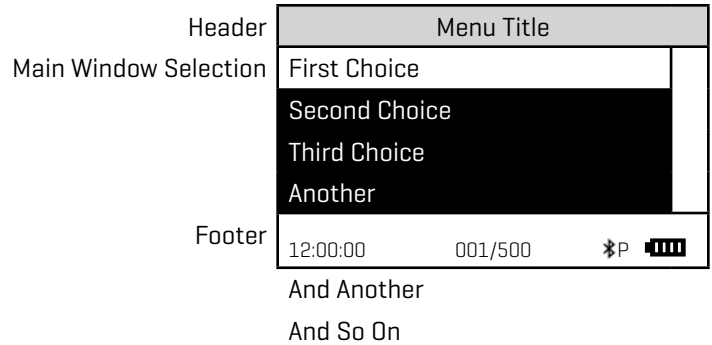 Header Menu Title
Main Window Selection First Choice
Second Choice
Third Choice
Another
Footer 12:00:00 001/500 P
And Another
And So On